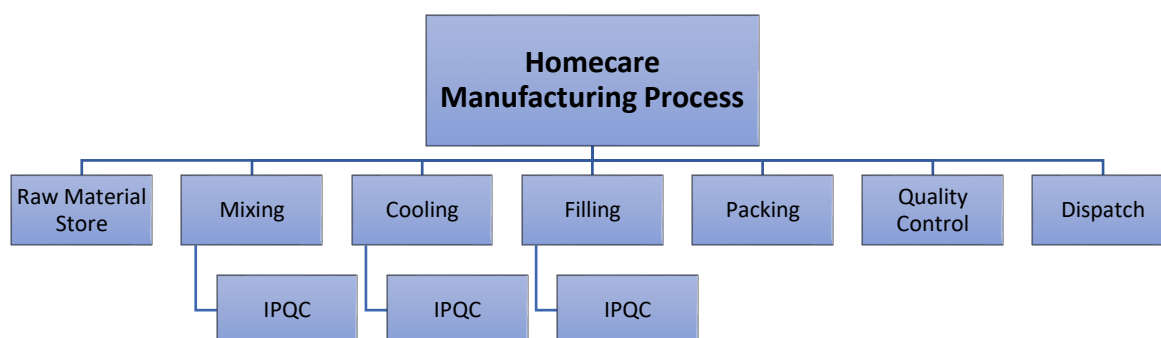 Homecare
Manufacturing Process
Raw Material
Store
Mixing
Cooling
Filling
Packing
Quality
Control
Dispatch
IPQC
IPQC
IPQC